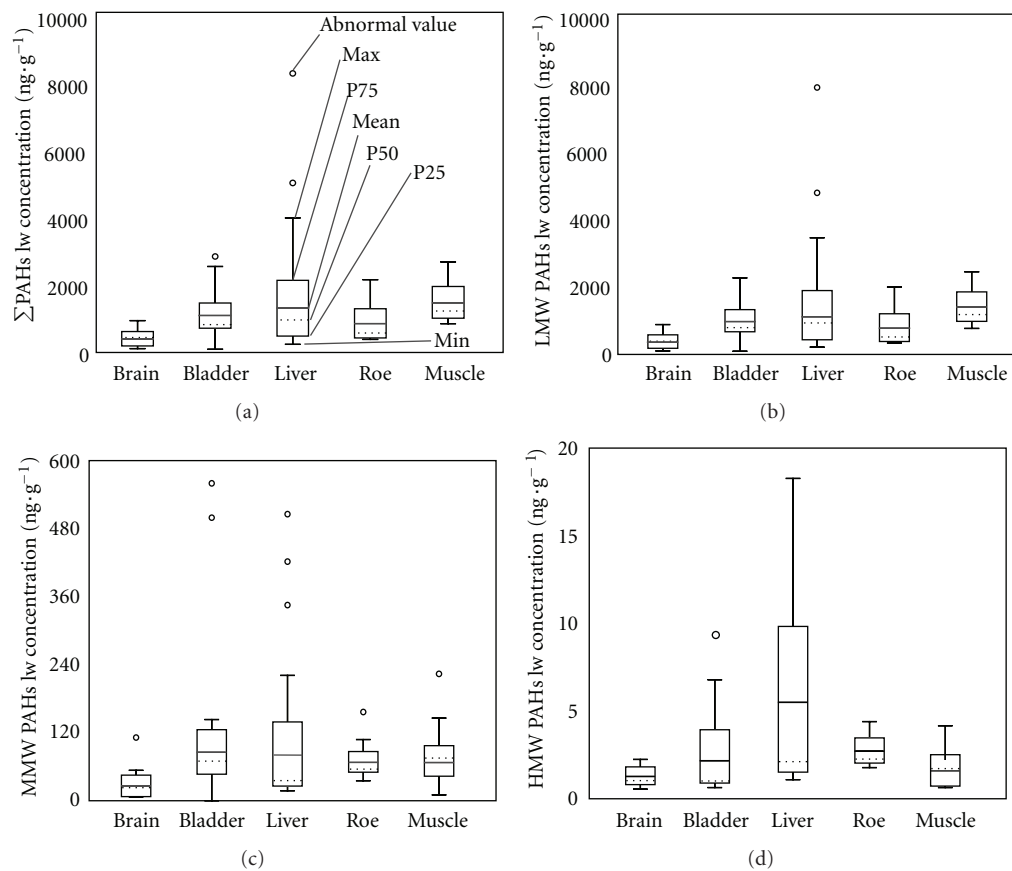 ∑PAHs lw concentration (ng·g⁻¹)
10000
8000
6000
4000
2000
0
Abnormal value
Max
P75
Mean
P50
P25
Min
Brain Bladder Liver Roe Muscle
(a)
LMW PAHs lw concentration (ng·g⁻¹)
10000
8000
6000
4000
2000
0
Brain Bladder Liver Roe Muscle
(b)
MMW PAHs lw concentration (ng·g⁻¹)
600
480
360
240
120
0
Brain Bladder Liver Roe Muscle
(c)
HMW PAHs lw concentration (ng·g⁻¹)
20
15
10
5
0
Brain Bladder Liver Roe Muscle
(d)